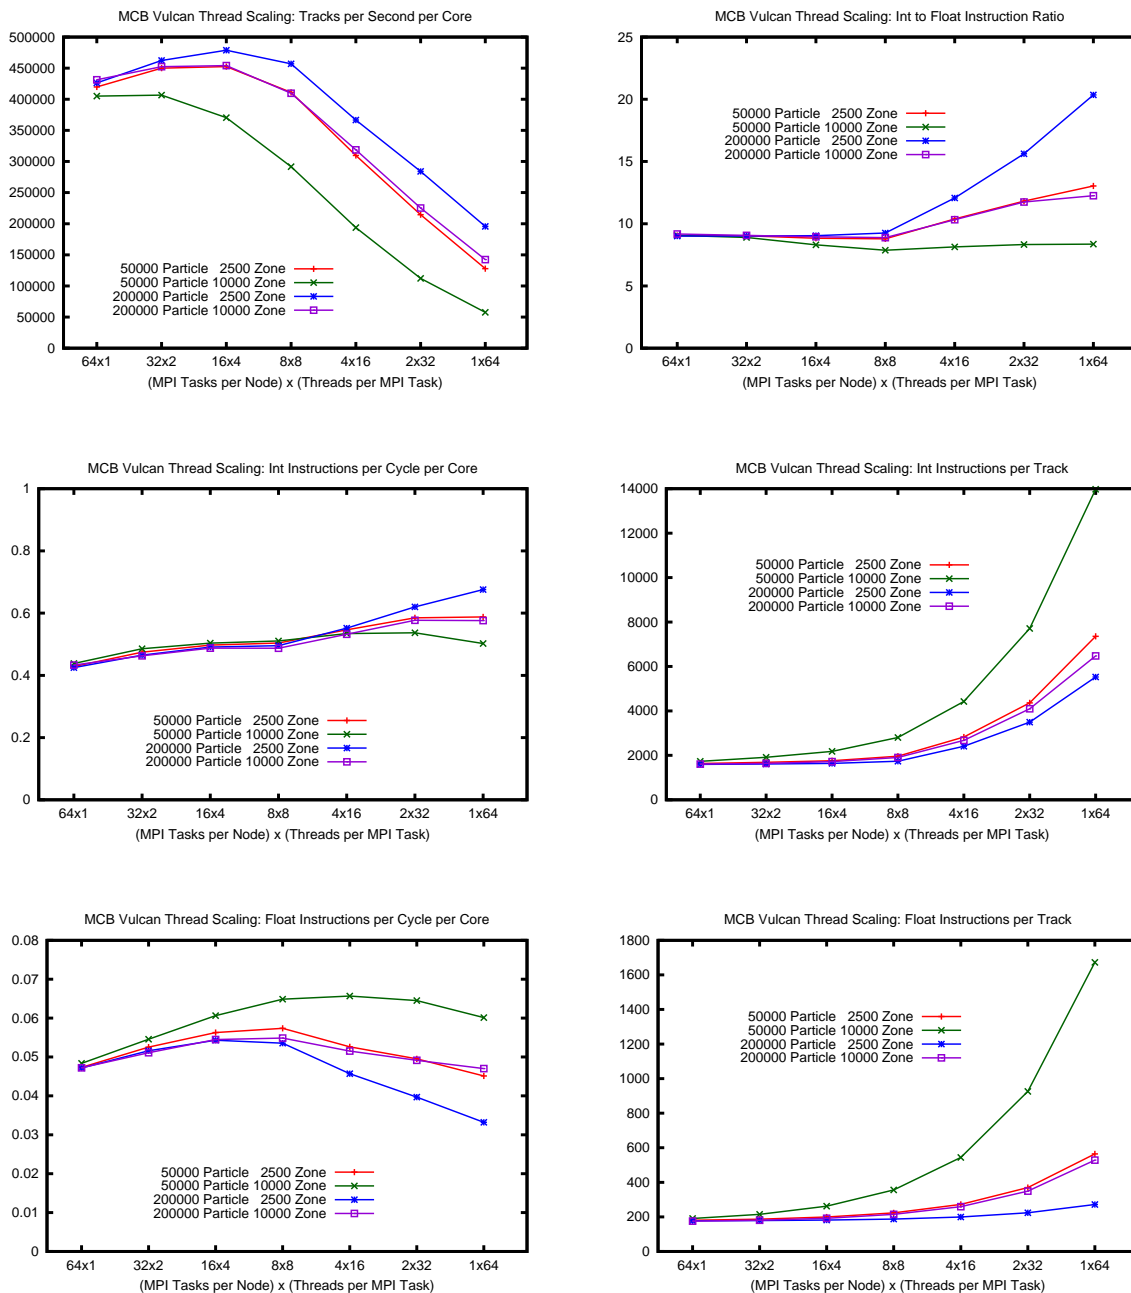 MCB Vulcan Thread Scaling: Tracks per Second per Core
500000
450000
400000
350000
300000
250000
200000
150000
100000
50000
0
50000 Particle 2500 Zone
50000 Particle 10000 Zone
200000 Particle 2500 Zone
200000 Particle 10000 Zone
64x1 32x2 16x4 8x8 4x16 2x32 1x64
(MPI Tasks per Node) x (Threads per MPI Task)
MCB Vulcan Thread Scaling: Int to Float Instruction Ratio
25
20
15
10
5
0
50000 Particle 2500 Zone
50000 Particle 10000 Zone
200000 Particle 2500 Zone
200000 Particle 10000 Zone
64x1 32x2 16x4 8x8 4x16 2x32 1x64
(MPI Tasks per Node) x (Threads per MPI Task)
MCB Vulcan Thread Scaling: Int Instructions per Cycle per Core
1
0.8
0.6
0.4
0.2
0
50000 Particle 2500 Zone
50000 Particle 10000 Zone
200000 Particle 2500 Zone
200000 Particle 10000 Zone
64x1 32x2 16x4 8x8 4x16 2x32 1x64
(MPI Tasks per Node) x (Threads per MPI Task)
MCB Vulcan Thread Scaling: Int Instructions per Track
14000
12000
10000
8000
6000
4000
2000
0
50000 Particle 2500 Zone
50000 Particle 10000 Zone
200000 Particle 2500 Zone
200000 Particle 10000 Zone
64x1 32x2 16x4 8x8 4x16 2x32 1x64
(MPI Tasks per Node) x (Threads per MPI Task)
MCB Vulcan Thread Scaling: Float Instructions per Cycle per Core
0.08
0.07
0.06
0.05
0.04
0.03
0.02
0.01
0
50000 Particle 2500 Zone
50000 Particle 10000 Zone
200000 Particle 2500 Zone
200000 Particle 10000 Zone
64x1 32x2 16x4 8x8 4x16 2x32 1x64
(MPI Tasks per Node) x (Threads per MPI Task)
MCB Vulcan Thread Scaling: Float Instructions per Track
1800
1600
1400
1200
1000
800
600
400
200
0
50000 Particle 2500 Zone
50000 Particle 10000 Zone
200000 Particle 2500 Zone
200000 Particle 10000 Zone
64x1 32x2 16x4 8x8 4x16 2x32 1x64
(MPI Tasks per Node) x (Threads per MPI Task)